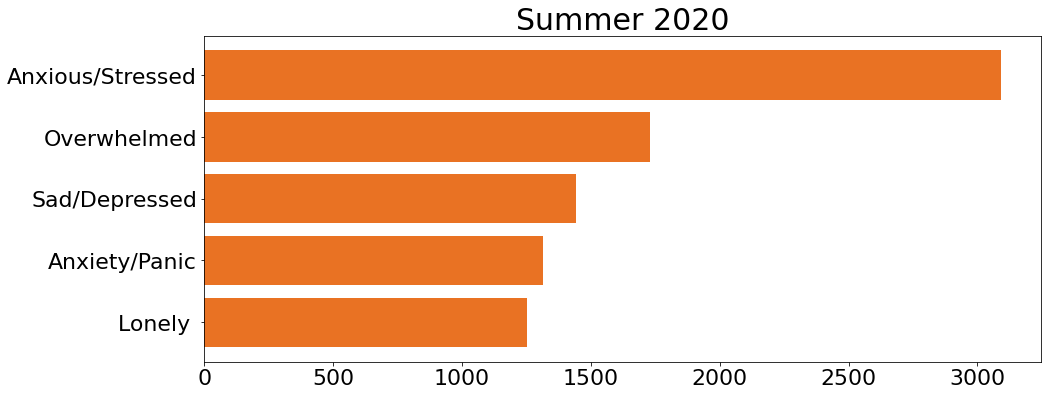 Summer 2020
Anxious/Stressed
Overwhelmed
Sad/Depressed
Anxiety/Panic
Lonely
0 500 1000 1500 2000 2500 3000